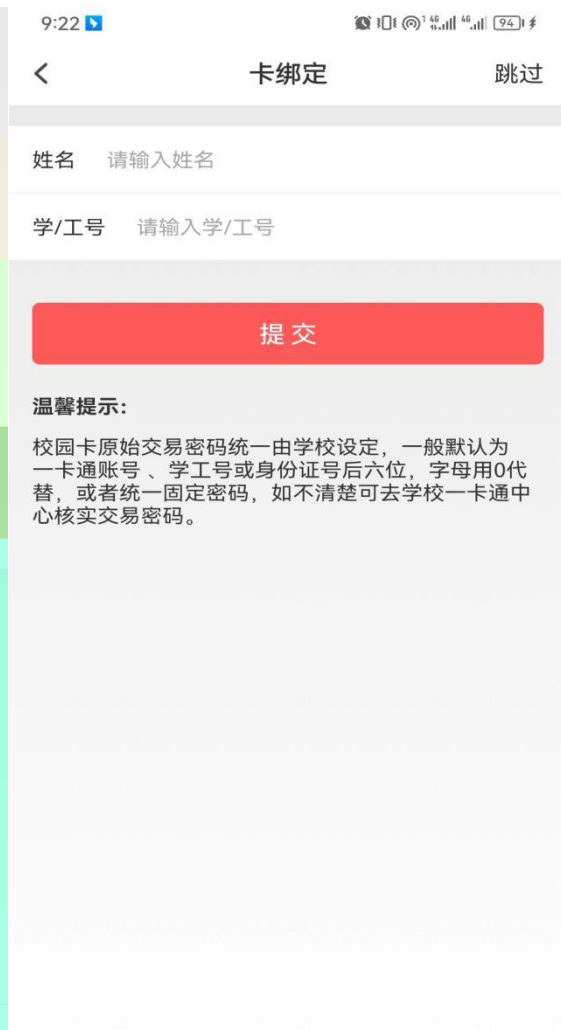 9:22
94
卡绑定
跳过
姓名 请输入姓名
学/工号 请输入学/工号
提交
温馨提示:
校园卡原始交易密码统一由学校设定，一般默认为
一卡通账号 、学工号或身份证号后六位，字母用0代
替，或者统一固定密码，如不清楚可去学校一卡通中
心核实交易密码。